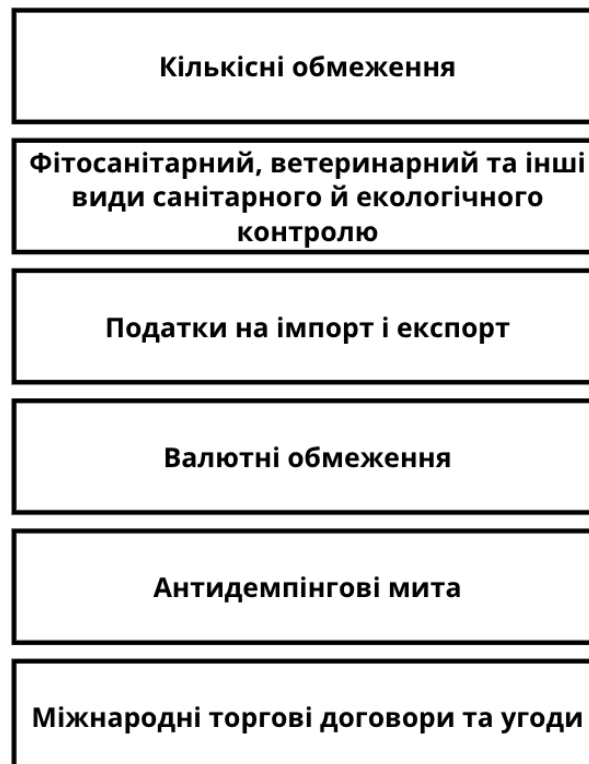 Кількісні обмеження
Фітосанітарний, ветеринарний та інші
види санітарного й екологічного
контролю
Податки на імпорт і експорт
Валютні обмеження
Антидемпінгові мита
Міжнародні торгові договори та угоди